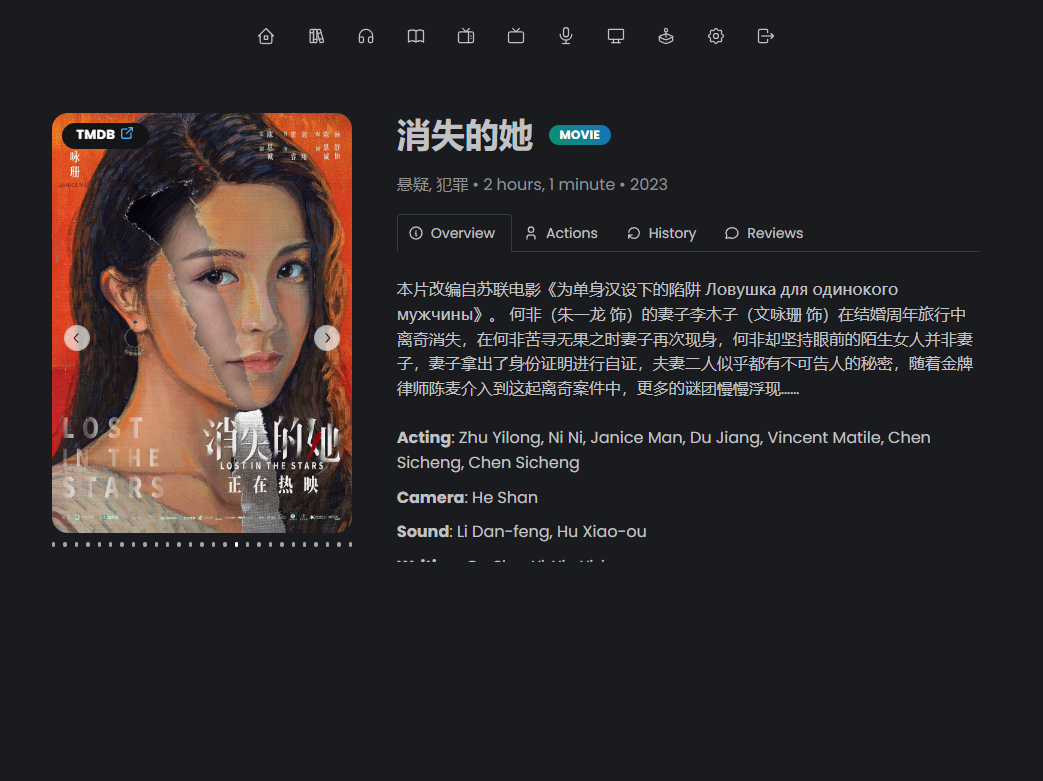 TMDB
咏
珊
LOST
IN THE
STARS
消失的她
LOST IN THE STARS
正在热映
消失的她
MOVIE
悬疑, 犯罪 • 2 hours, 1 minute • 2023
Overview
Actions
History
Reviews
本片改编自苏联电影《为单身汉设下的陷阱 Ловушка для одинокого
мужчины》。 何非（朱一龙 饰）的妻子李木子（文咏珊 饰）在结婚周年旅行中
离奇消失，在何非苦寻无果之时妻子再次现身，何非却坚持眼前的陌生女人并非妻
子，妻子拿出了身份证明进行自证，夫妻二人似乎都有不可告人的秘密，随着金牌
律师陈麦介入到这起离奇案件中，更多的谜团慢慢浮现……
Acting: Zhu Yilong, Ni Ni, Janice Man, Du Jiang, Vincent Matile, Chen
Sicheng, Chen Sicheng
Camera: He Shan
Sound: Li Dan-feng, Hu Xiao-ou